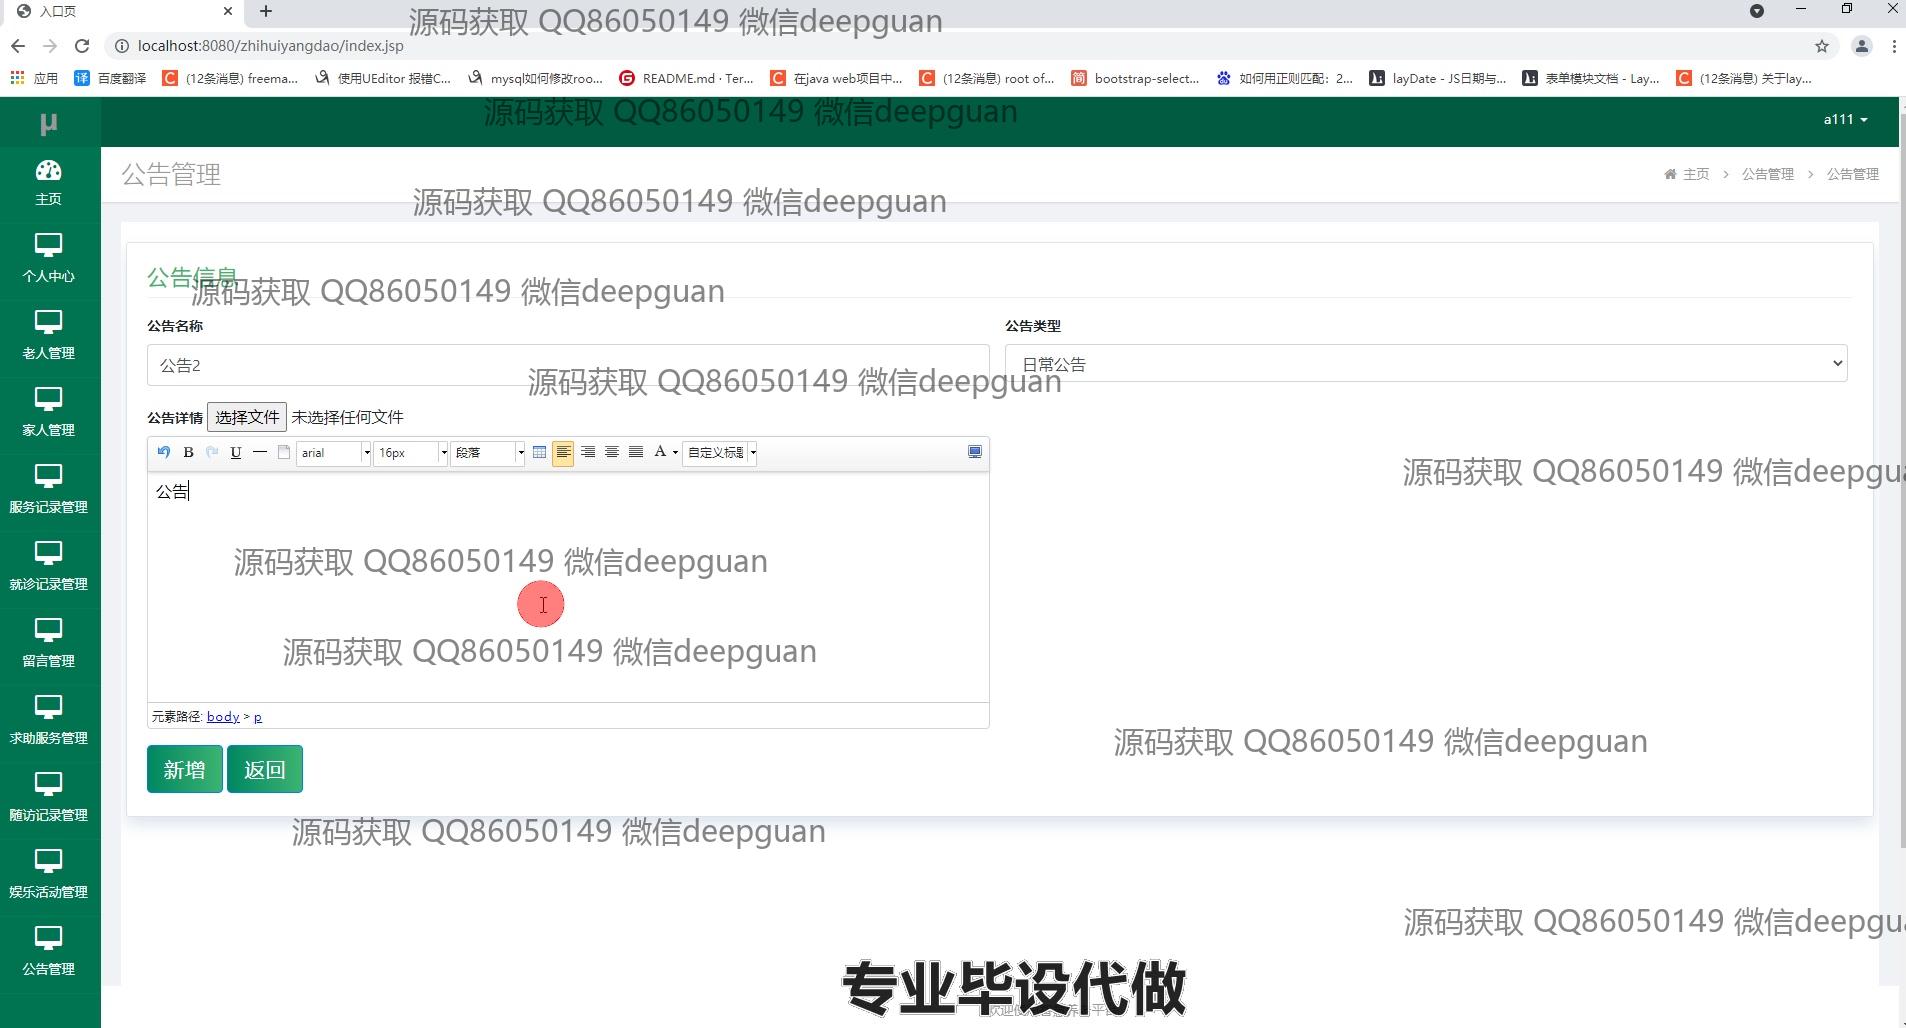 入口页
源码获取 QQ86050149 微信deepguan
localhost:8080/zhihuiyangdao/index.jsp
应用 百度翻译 (12条消息) freema... 使用UEditor 报错C... mysql如何修改roo... README.md · Ter... 在java web项目中... (12条消息) root of... bootstrap-select... 如何用正则匹配：2... layDate - JS日期与... 表单模块文档 - Lay... (12条消息) 关于lay...
μ
源码获取 QQ86050149 微信deepguan
a111
主页
个人中心
老人管理
家人管理
服务记录管理
就诊记录管理
留言管理
求助服务管理
随访记录管理
娱乐活动管理
公告管理
公告管理
主页 > 公告管理 > 公告管理
源码获取 QQ86050149 微信deepguan
公告信息
源码获取 QQ86050149 微信deepguan
公告名称 公告类型
公告2 日常公告
源码获取 QQ86050149 微信deepguan
公告详情 选择文件 未选择任何文件
B U arial 16px 段落 A 自定义标题
源码获取 QQ86050149 微信deepgua
公告
源码获取 QQ86050149 微信deepguan
源码获取 QQ86050149 微信deepguan
元素路径: body > p
源码获取 QQ86050149 微信deepguan
新增 返回
源码获取 QQ86050149 微信deepguan
源码获取 QQ86050149 微信deepgua
专业毕设代做